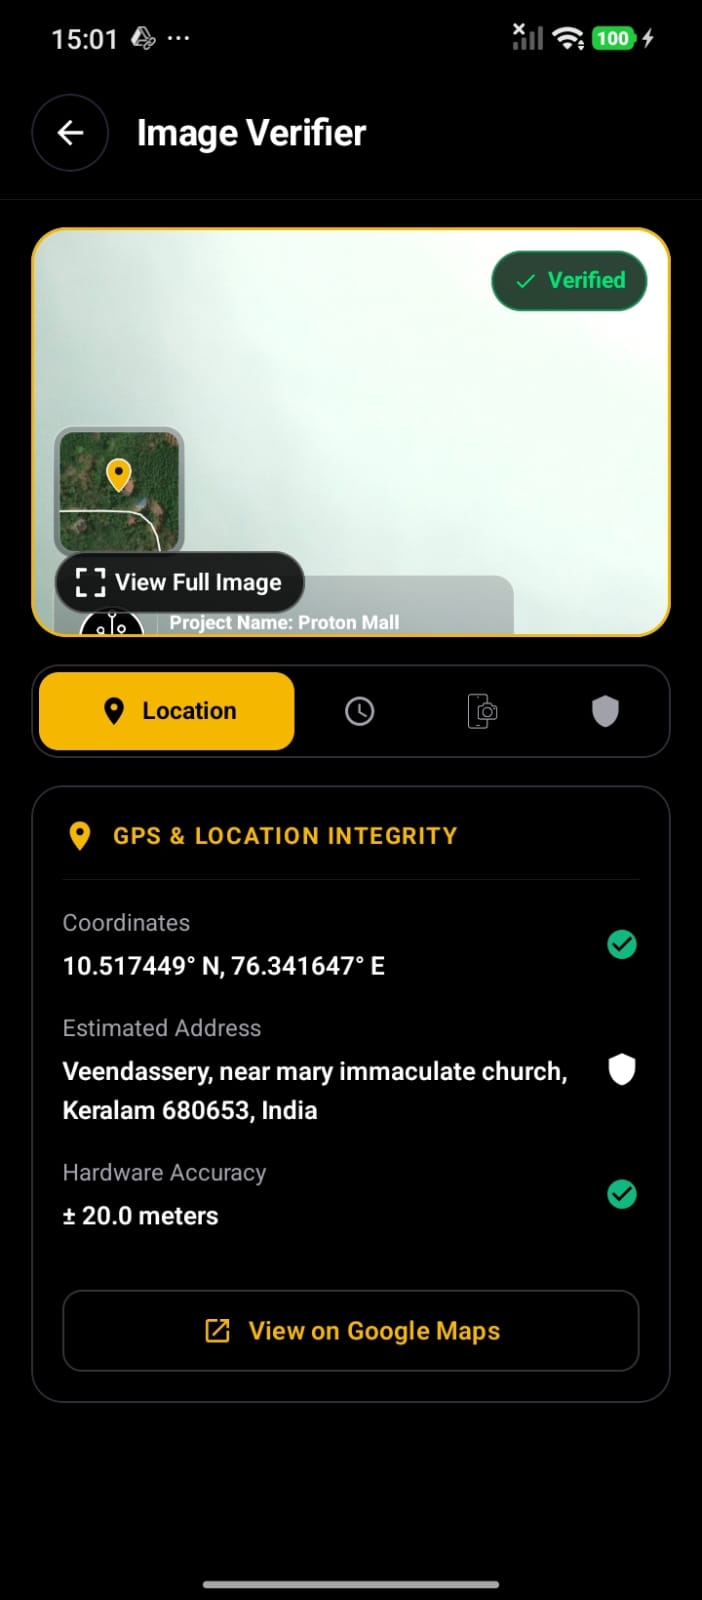 15:01
100
Image Verifier
Verified
View Full Image
Project Name: Proton Mall
Location
GPS & LOCATION INTEGRITY
Coordinates
10.517449° N, 76.341647° E
Estimated Address
Veendassery, near mary immaculate church,
Keralam 680653, India
Hardware Accuracy
± 20.0 meters
View on Google Maps